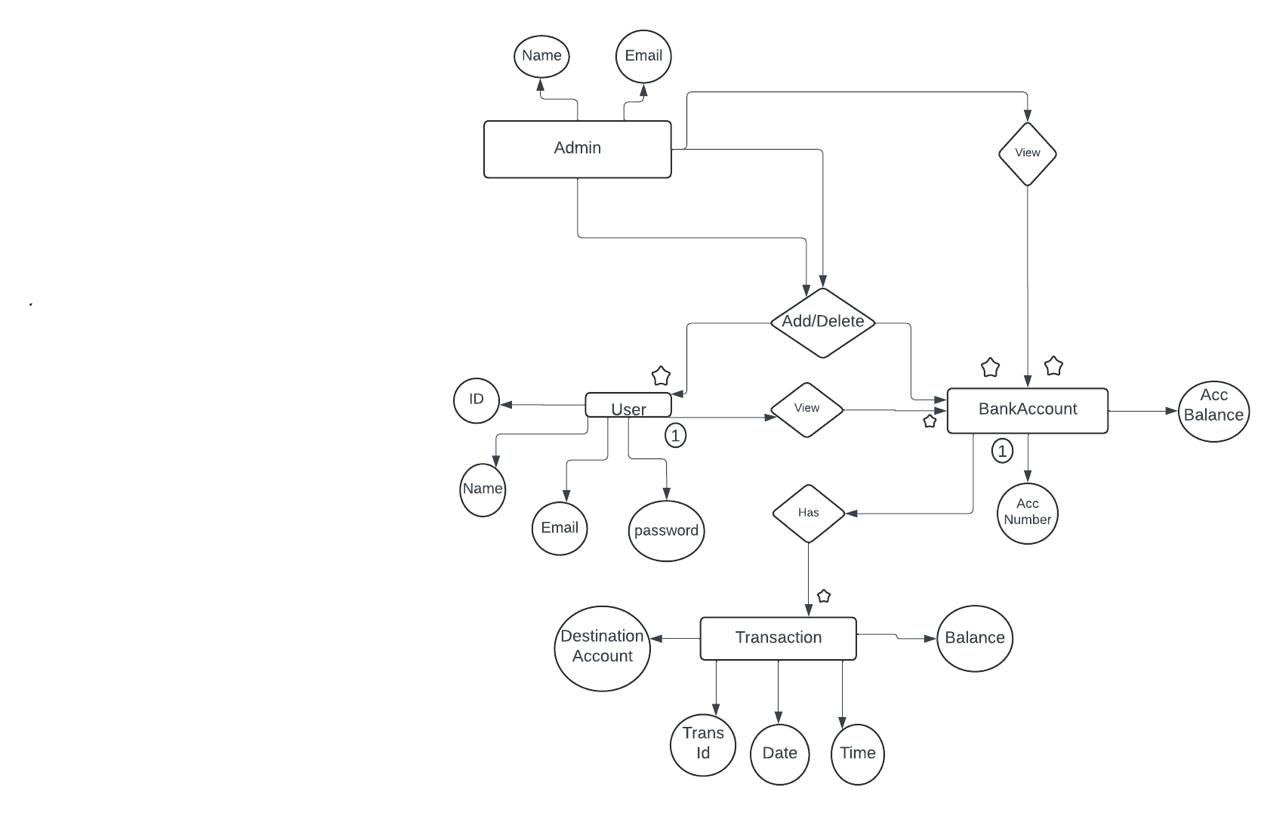 Name
Email
Admin
View
Add/Delete
ID
User
View
BankAccount
Acc
Balance
1
1
Name
Email
password
Has
Acc
Number
Destination
Account
Transaction
Balance
Trans
Id
Date
Time